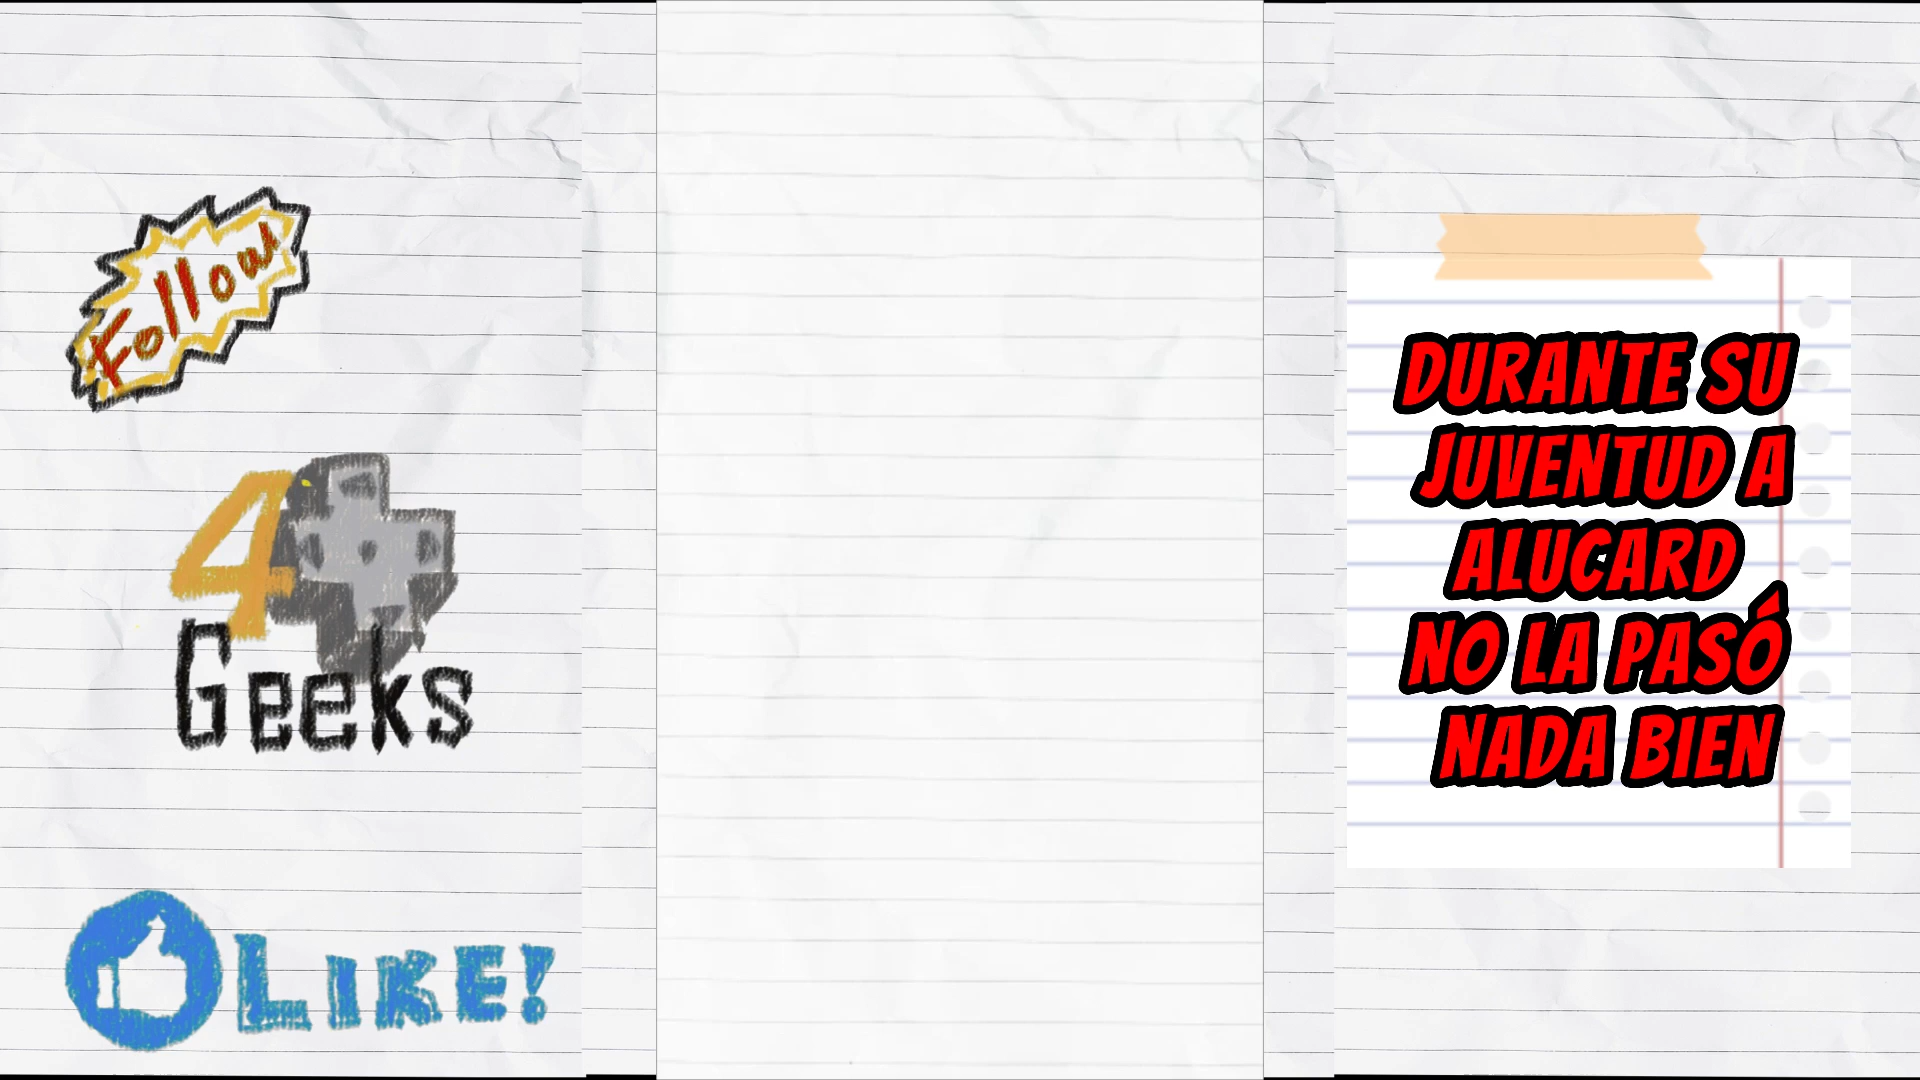 Follow
4
Geeks
LIKE!
DURANTE SU
JUVENTUD A
ALUCARD
NO LA PASÓ
NADA BIEN